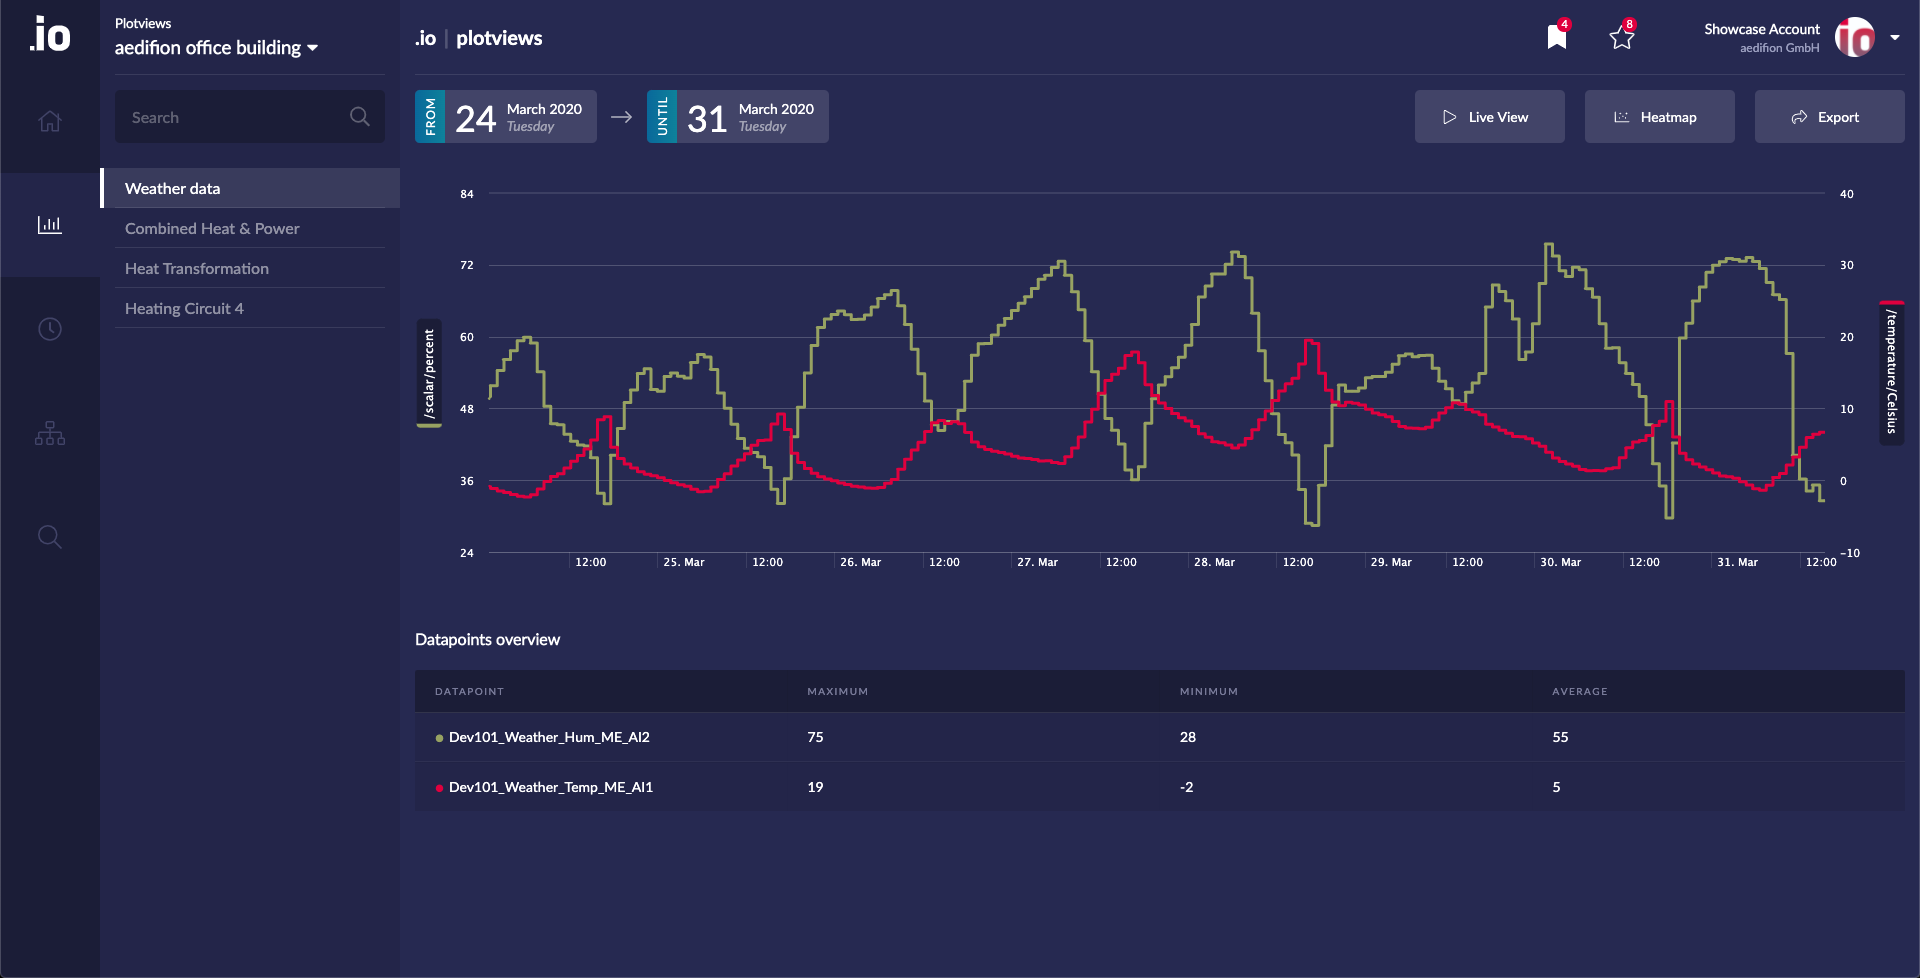 .io
Plotviews
aedifion office building
Search
Weather data
Combined Heat & Power
Heat Transformation
Heating Circuit 4
.io | plotviews
4
8
Showcase Account
aedifion GmbH
io
FROM
24
March 2020
Tuesday
UNTIL
31
March 2020
Tuesday
Live View
Heatmap
Export
84
72
60
48
36
24
/scalar/percent
40
30
20
10
0
−10
/temperature/Celsius
12:00 25. Mar 12:00 26. Mar 12:00 27. Mar 12:00 28. Mar 12:00 29. Mar 12:00 30. Mar 12:00 31. Mar 12:00
Datapoints overview
DATAPOINT MAXIMUM MINIMUM AVERAGE
Dev101_Weather_Hum_ME_AI2 75 28 55
Dev101_Weather_Temp_ME_AI1 19 -2 5